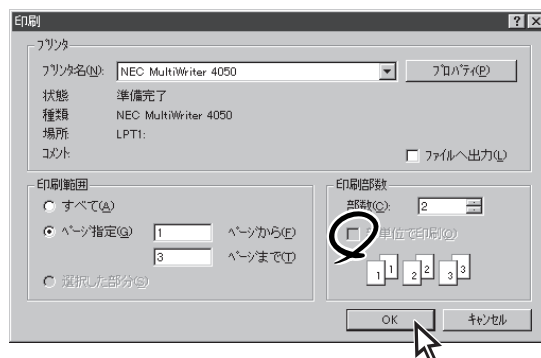 印刷
プリンタ
プリンタ名(N): NEC MultiWriter 4050 プロパティ(P)
状態: 準備完了
種類: NEC MultiWriter 4050
場所: LPT1:
コメント: ファイルへ出力(L)
印刷範囲
すべて(A)
ページ指定(G) 1 ページから(F)
3 ページまで(T)
選択した部分(S)
印刷部数
部数(C): 2
単位で印刷(O)
1 1 2 2 3 3
OK キャンセル